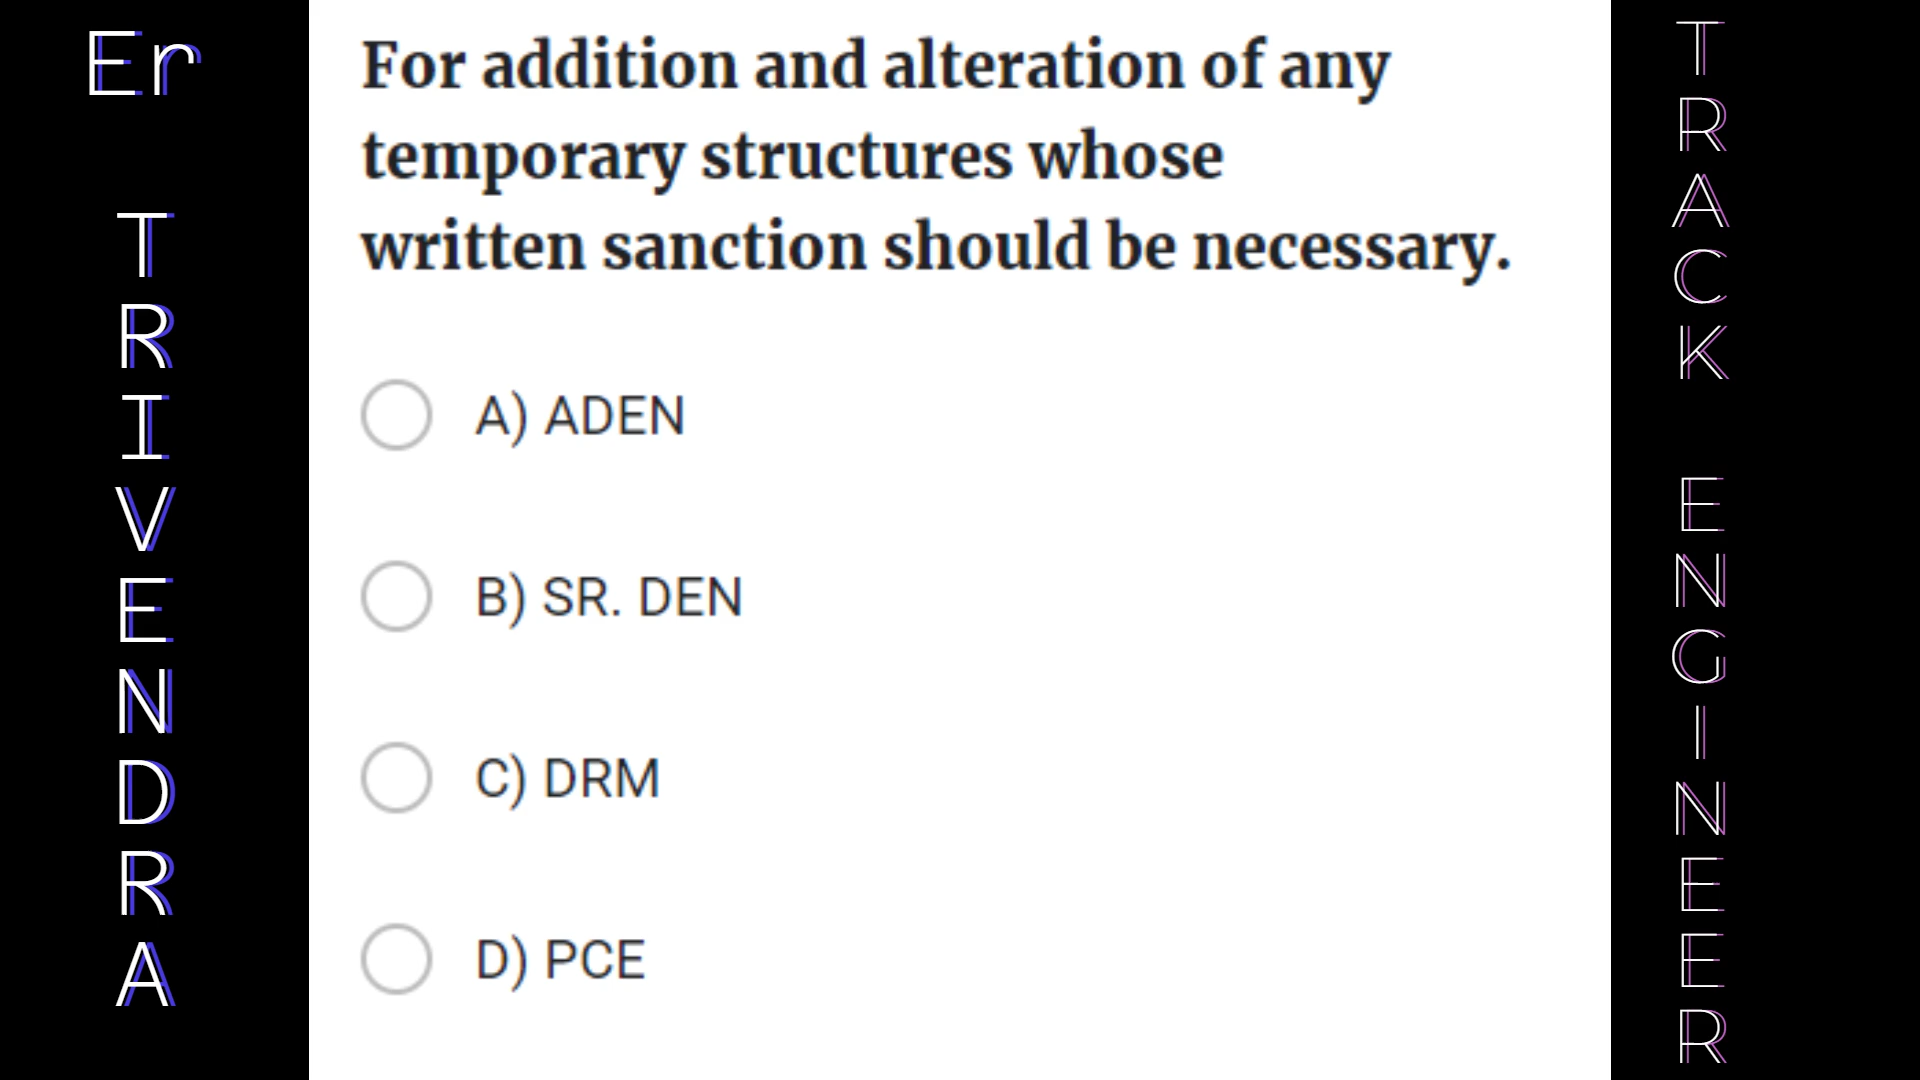 Er
TRIVENDRA
For addition and alteration of any
temporary structures whose
written sanction should be necessary.
A) ADEN
B) SR. DEN
C) DRM
D) PCE
TRACK
ENGINEER